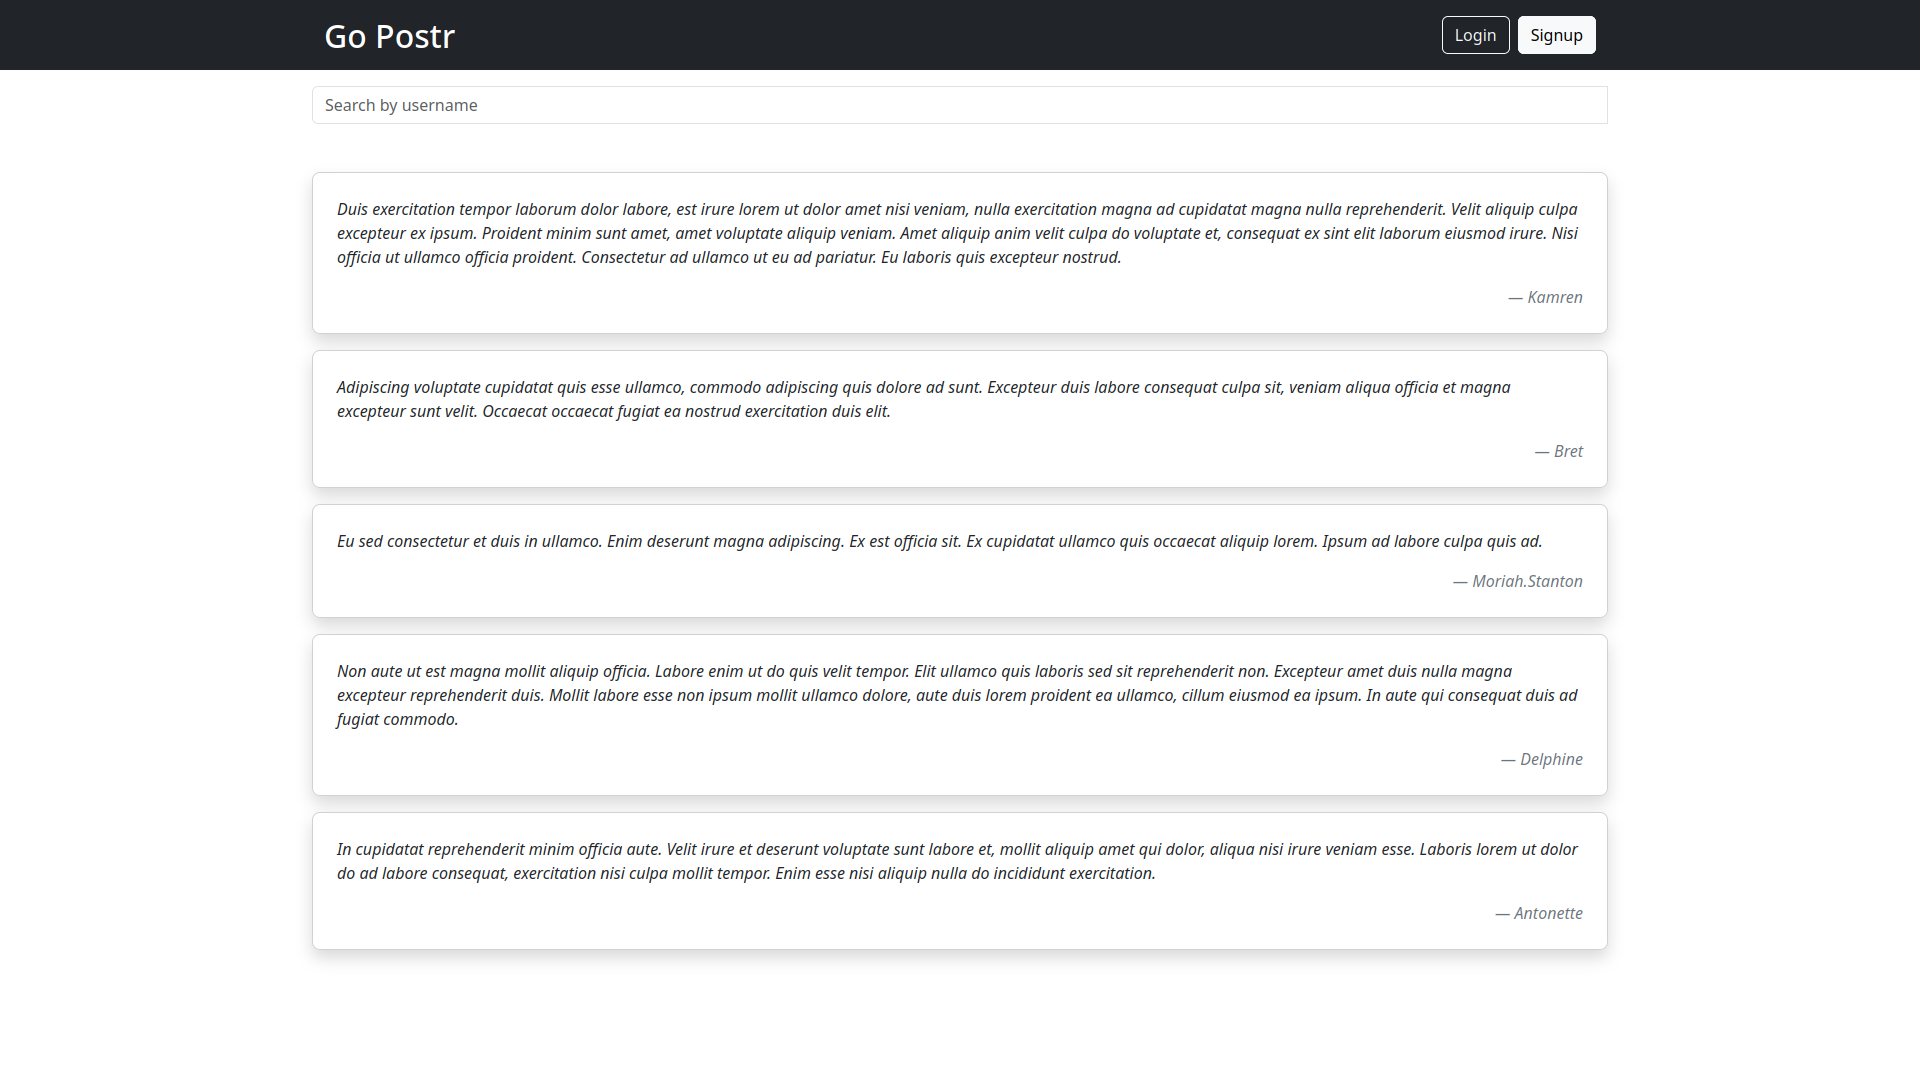 Go Postr
Login
Signup
Search by username
Duis exercitation tempor laborum dolor labore, est irure lorem ut dolor amet nisi veniam, nulla exercitation magna ad cupidatat magna nulla reprehenderit. Velit aliquip culpa
excepteur ex ipsum. Proident minim sunt amet, amet voluptate aliquip veniam. Amet aliquip anim velit culpa do voluptate et, consequat ex sint elit laborum eiusmod irure. Nisi
officia ut ullamco officia proident. Consectetur ad ullamco ut eu ad pariatur. Eu laboris quis excepteur nostrud.
— Kamren
Adipiscing voluptate cupidatat quis esse ullamco, commodo adipiscing quis dolore ad sunt. Excepteur duis labore consequat culpa sit, veniam aliqua officia et magna
excepteur sunt velit. Occaecat occaecat fugiat ea nostrud exercitation duis elit.
— Bret
Eu sed consectetur et duis in ullamco. Enim deserunt magna adipiscing. Ex est officia sit. Ex cupidatat ullamco quis occaecat aliquip lorem. Ipsum ad labore culpa quis ad.
— Moriah.Stanton
Non aute ut est magna mollit aliquip officia. Labore enim ut do quis velit tempor. Elit ullamco quis laboris sed sit reprehenderit non. Excepteur amet duis nulla magna
excepteur reprehenderit duis. Mollit labore esse non ipsum mollit ullamco dolore, aute duis lorem proident ea ullamco, cillum eiusmod ea ipsum. In aute qui consequat duis ad
fugiat commodo.
— Delphine
In cupidatat reprehenderit minim officia aute. Velit irure et deserunt voluptate sunt labore et, mollit aliquip amet qui dolor, aliqua nisi irure veniam esse. Laboris lorem ut dolor
do ad labore consequat, exercitation nisi culpa mollit tempor. Enim esse nisi aliquip nulla do incididunt exercitation.
— Antonette